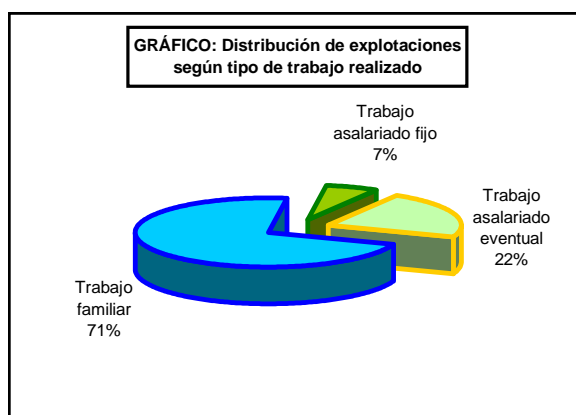 GRÁFICO: Distribución de explotaciones
según tipo de trabajo realizado
Trabajo
asalariado fijo
7%
Trabajo
asalariado
eventual
22%
Trabajo
familiar
71%